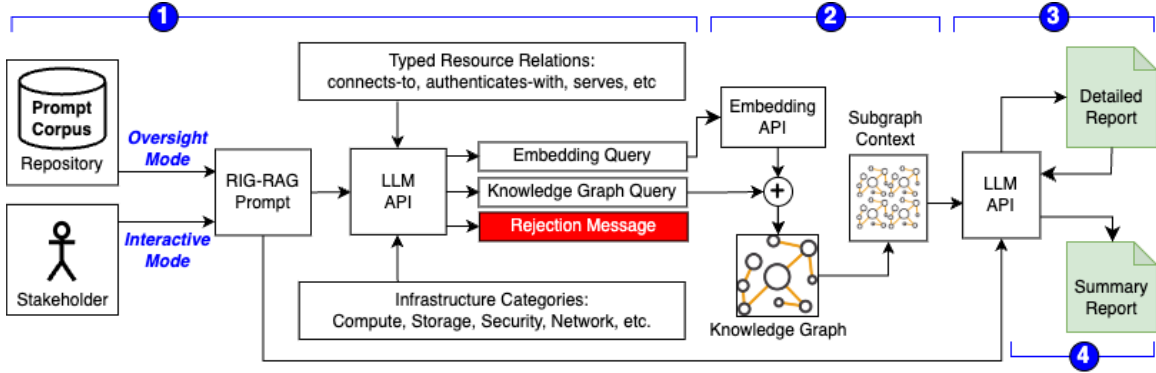 1
2
3
Prompt
Corpus
Repository
Oversight
Mode
Stakeholder
Interactive
Mode
RIG-RAG
Prompt
Typed Resource Relations:
connects-to, authenticates-with, serves, etc
LLM
API
Infrastructure Categories:
Compute, Storage, Security, Network, etc.
Embedding Query
Knowledge Graph Query
Rejection Message
Embedding
API
+
Knowledge Graph
Subgraph
Context
LLM
API
Detailed
Report
Summary
Report
4